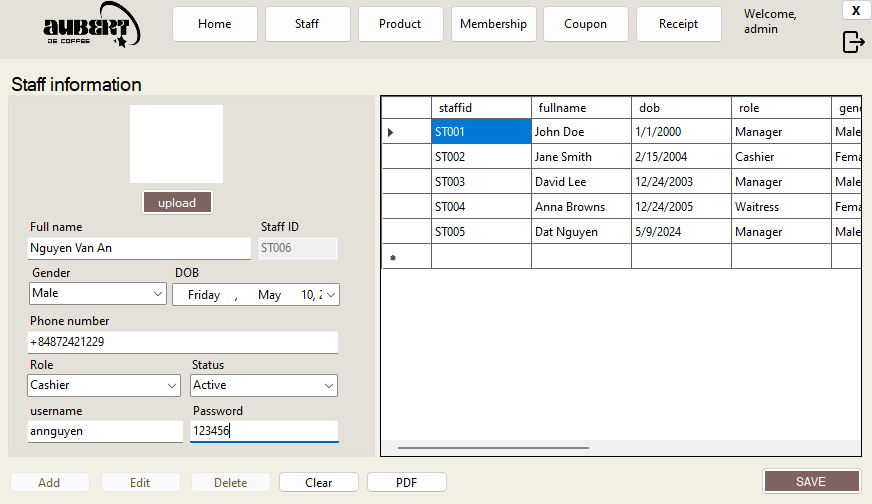 AUBERT
DE COFFEE
Home
Staff
Product
Membership
Coupon
Receipt
Welcome,
admin
X
Staff information
upload
Full name
Staff ID
Nguyen Van An
ST006
Gender
DOB
Male
Friday , May 10, 2
Phone number
+84872421229
Role
Status
Cashier
Active
username
Password
annguyen
123456
staffid fullname dob role gen
ST001 John Doe 1/1/2000 Manager Male
ST002 Jane Smith 2/15/2004 Cashier Fema
ST003 David Lee 12/24/2003 Manager Male
ST004 Anna Browns 12/24/2005 Waitress Fema
ST005 Dat Nguyen 5/9/2024 Manager Male
Add
Edit
Delete
Clear
PDF
SAVE